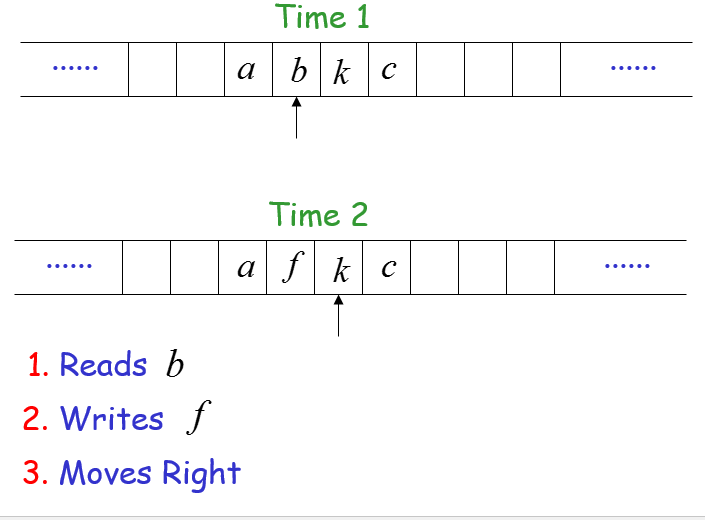 Time 1
...... a b k c ......
Time 2
...... a f k c ......
1. Reads b
2. Writes f
3. Moves Right